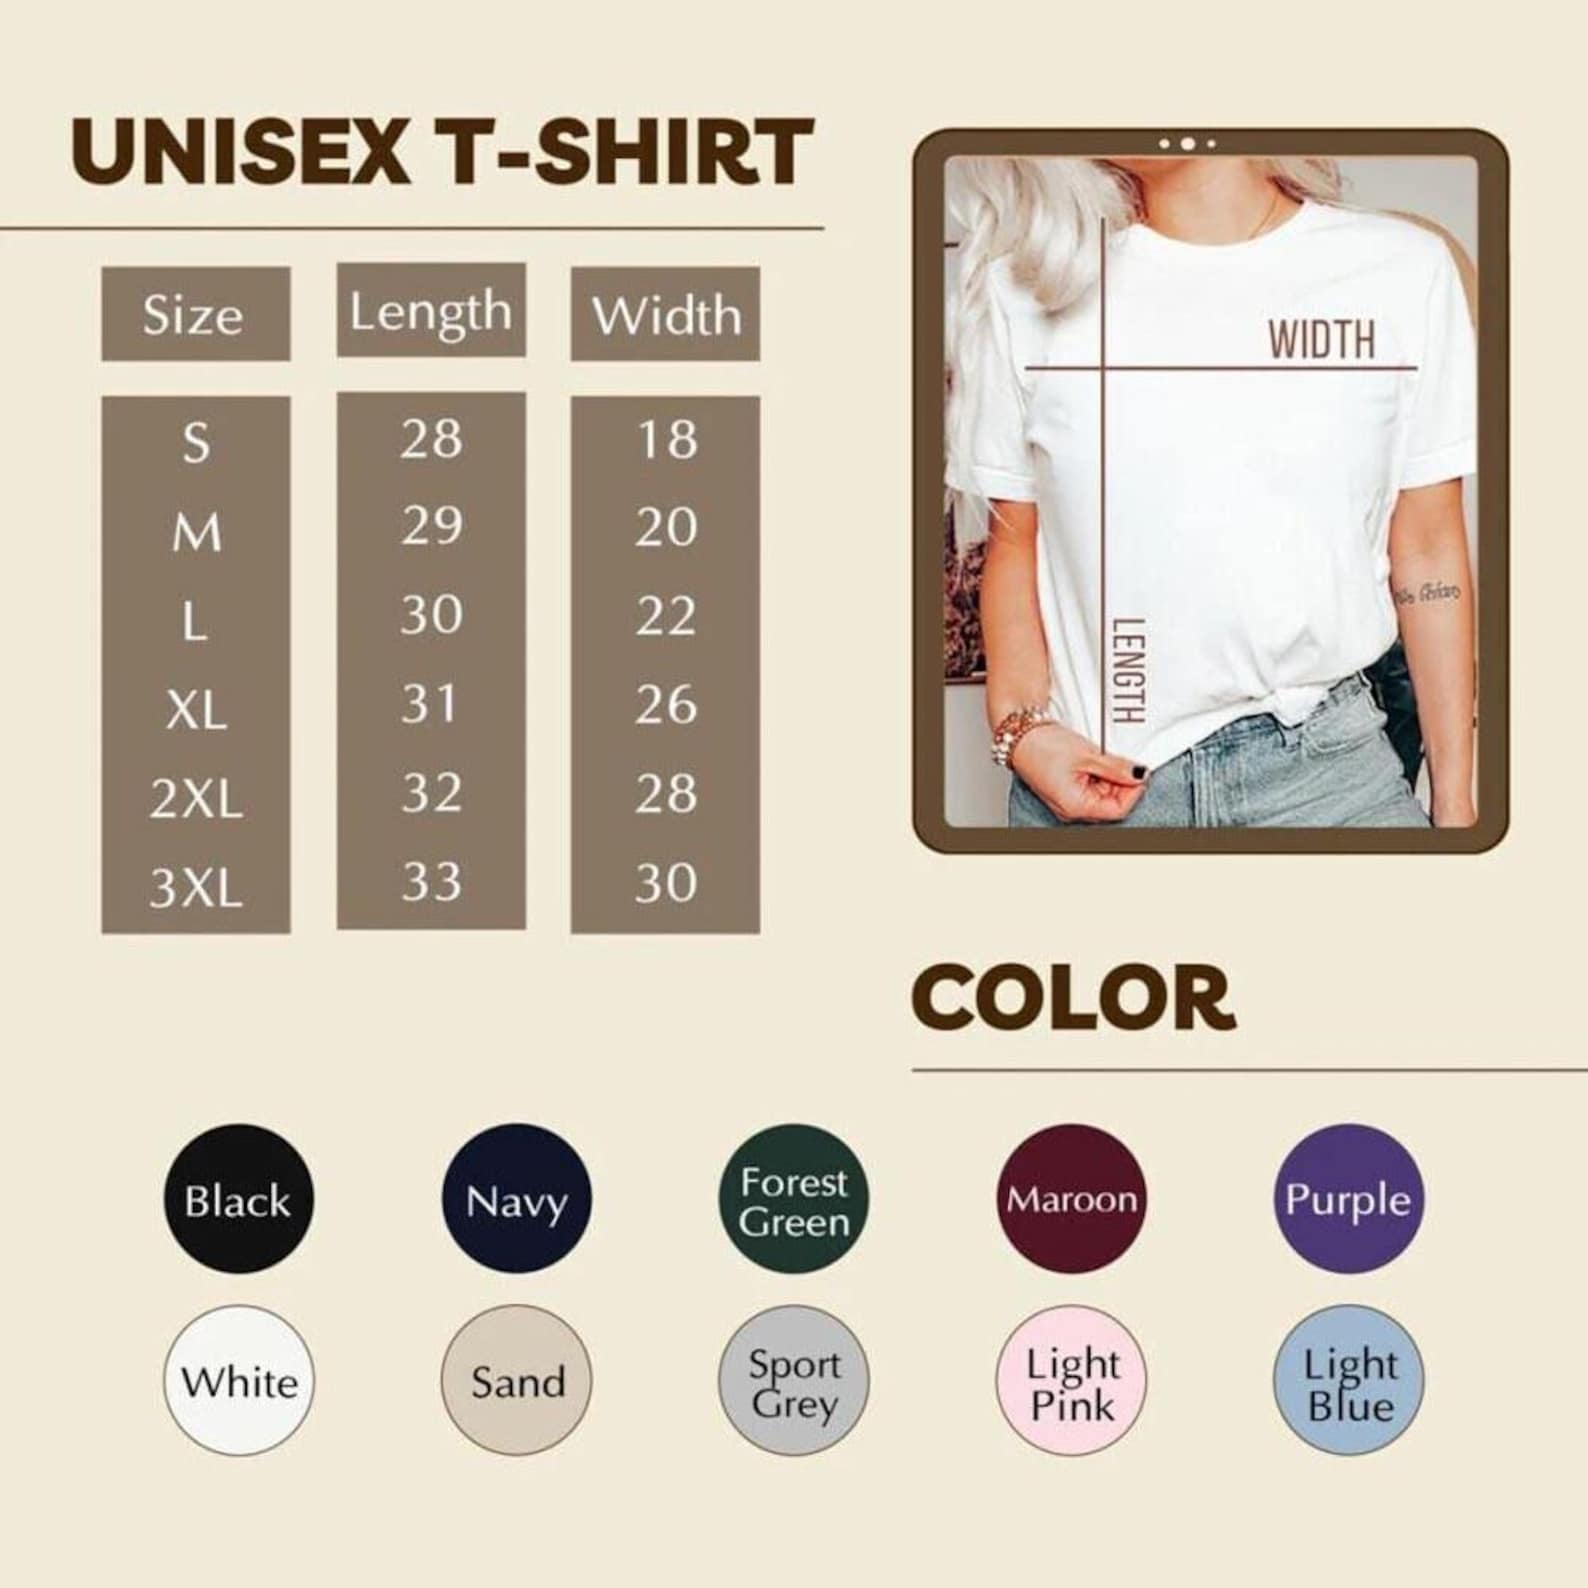 UNISEX T-SHIRT
Size Length Width
S 28 18
M 29 20
L 30 22
XL 31 26
2XL 32 28
3XL 33 30
WIDTH
LENGTH
COLOR
Black
Navy
Forest
Green
Maroon
Purple
White
Sand
Sport
Grey
Light
Pink
Light
Blue